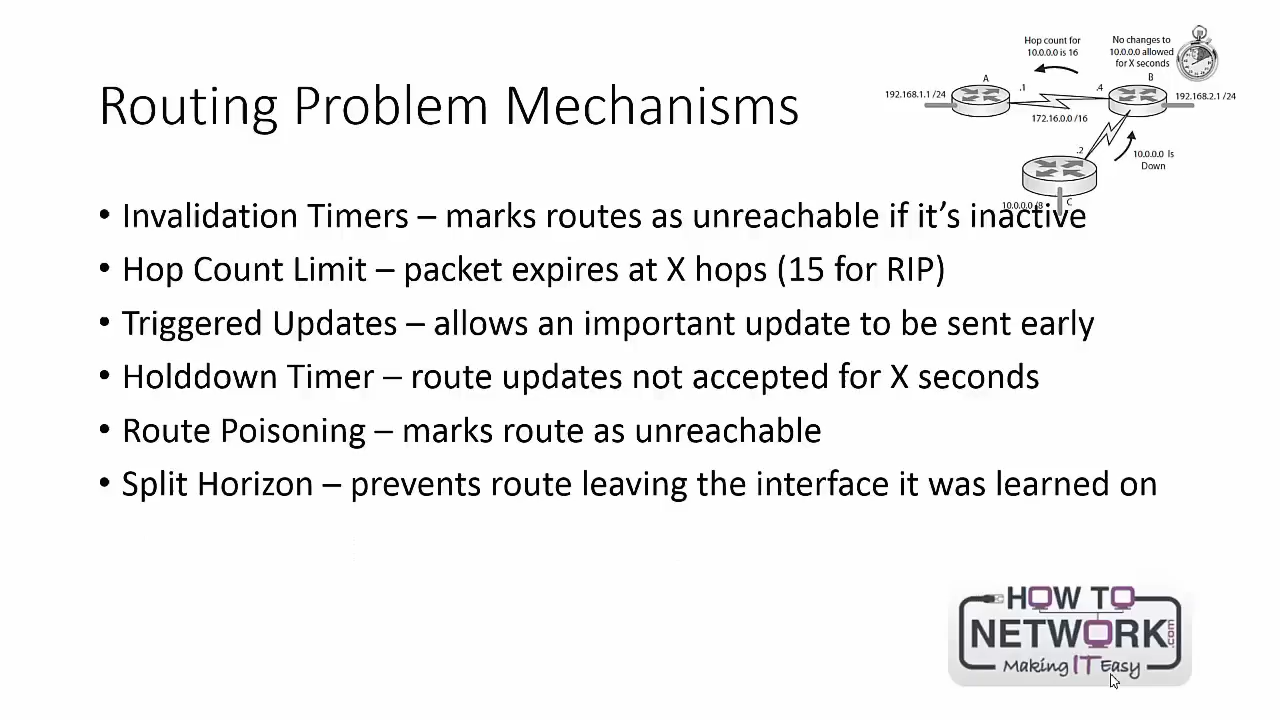 Hop count for
10.0.0.0 is 16
No changes to
10.0.0.0 allowed
for X seconds
A
B
192.168.1.1 /24
.1
.4
192.168.2.1 /24
172.16.0.0 /16
.2
10.0.0.0 Is
Down
10.0.0.0 /8
C
Routing Problem Mechanisms
• Invalidation Timers – marks routes as unreachable if it’s inactive
• Hop Count Limit – packet expires at X hops (15 for RIP)
• Triggered Updates – allows an important update to be sent early
• Holddown Timer – route updates not accepted for X seconds
• Route Poisoning – marks route as unreachable
• Split Horizon – prevents route leaving the interface it was learned on
HOW TO
NETWORK.com
Making IT Easy